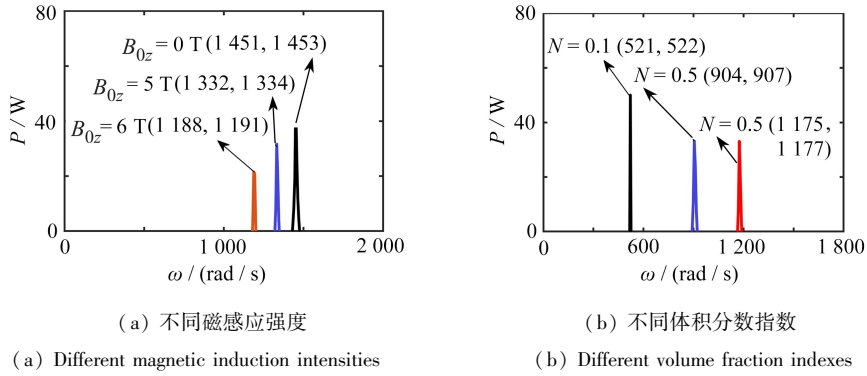 80
40
0
P / W
B0z = 0 T(1 451, 1 453)
B0z = 5 T(1 332, 1 334)
B0z = 6 T(1 188, 1 191)
0
1 000
2 000
ω / (rad / s)
(a) 不同磁感应强度
(a) Different magnetic induction intensities
80
40
0
P / W
N = 0.1 (521, 522)
N = 0.5 (904, 907)
N = 0.5 (1 175,
1 177)
0
600
1 200
1 800
ω / (rad / s)
(b) 不同体积分数指数
(b) Different volume fraction indexes